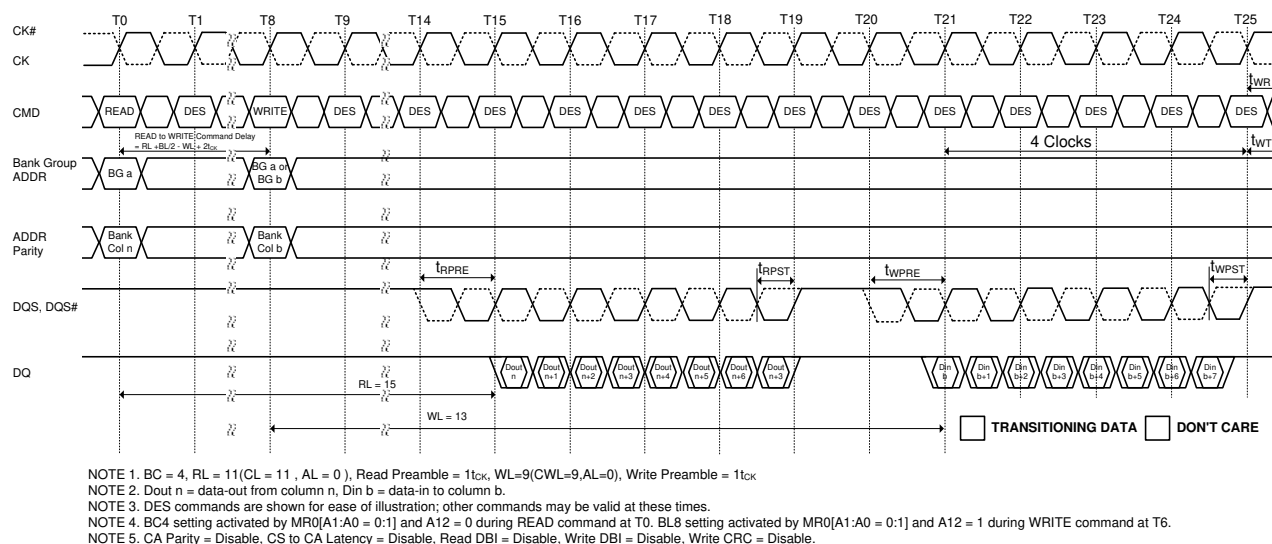 T0 T1 T8 T9 T14 T15 T16 T17 T18 T19 T20 T21 T22 T23 T24 T25
CK#
CK
tWR
CMD READ DES WRITE DES DES DES DES DES DES DES DES DES DES DES DES DES
READ to WRITE Command Delay
= RL +BL/2 - WL + 2tCK
4 Clocks
tWT
Bank Group
ADDR
BG a
BG a or
BG b
ADDR
Parity
Bank
Col n
Bank
Col b
tRPRE tRPST tWPRE tWPST
DQS, DQS#
DQ
Dout
n
Dout
n+1
Dout
n+2
Dout
n+3
Dout
n+4
Dout
n+5
Dout
n+6
Dout
n+3
Din
b
Din
b+1
Din
b+2
Din
b+3
Din
b+4
Din
b+5
Din
b+6
Din
b+7
RL = 15
WL = 13
TRANSITIONING DATA DON'T CARE
NOTE 1. BC = 4, RL = 11(CL = 11 , AL = 0 ), Read Preamble = 1tCK, WL=9(CWL=9,AL=0), Write Preamble = 1tCK
NOTE 2. Dout n = data-out from column n, Din b = data-in to column b.
NOTE 3. DES commands are shown for ease of illustration; other commands may be valid at these times.
NOTE 4. BC4 setting activated by MR0[A1:A0 = 0:1] and A12 = 0 during READ command at T0. BL8 setting activated by MR0[A1:A0 = 0:1] and A12 = 1 during WRITE command at T6.
NOTE 5. CA Parity = Disable, CS to CA Latency = Disable, Read DBI = Disable, Write DBI = Disable, Write CRC = Disable.